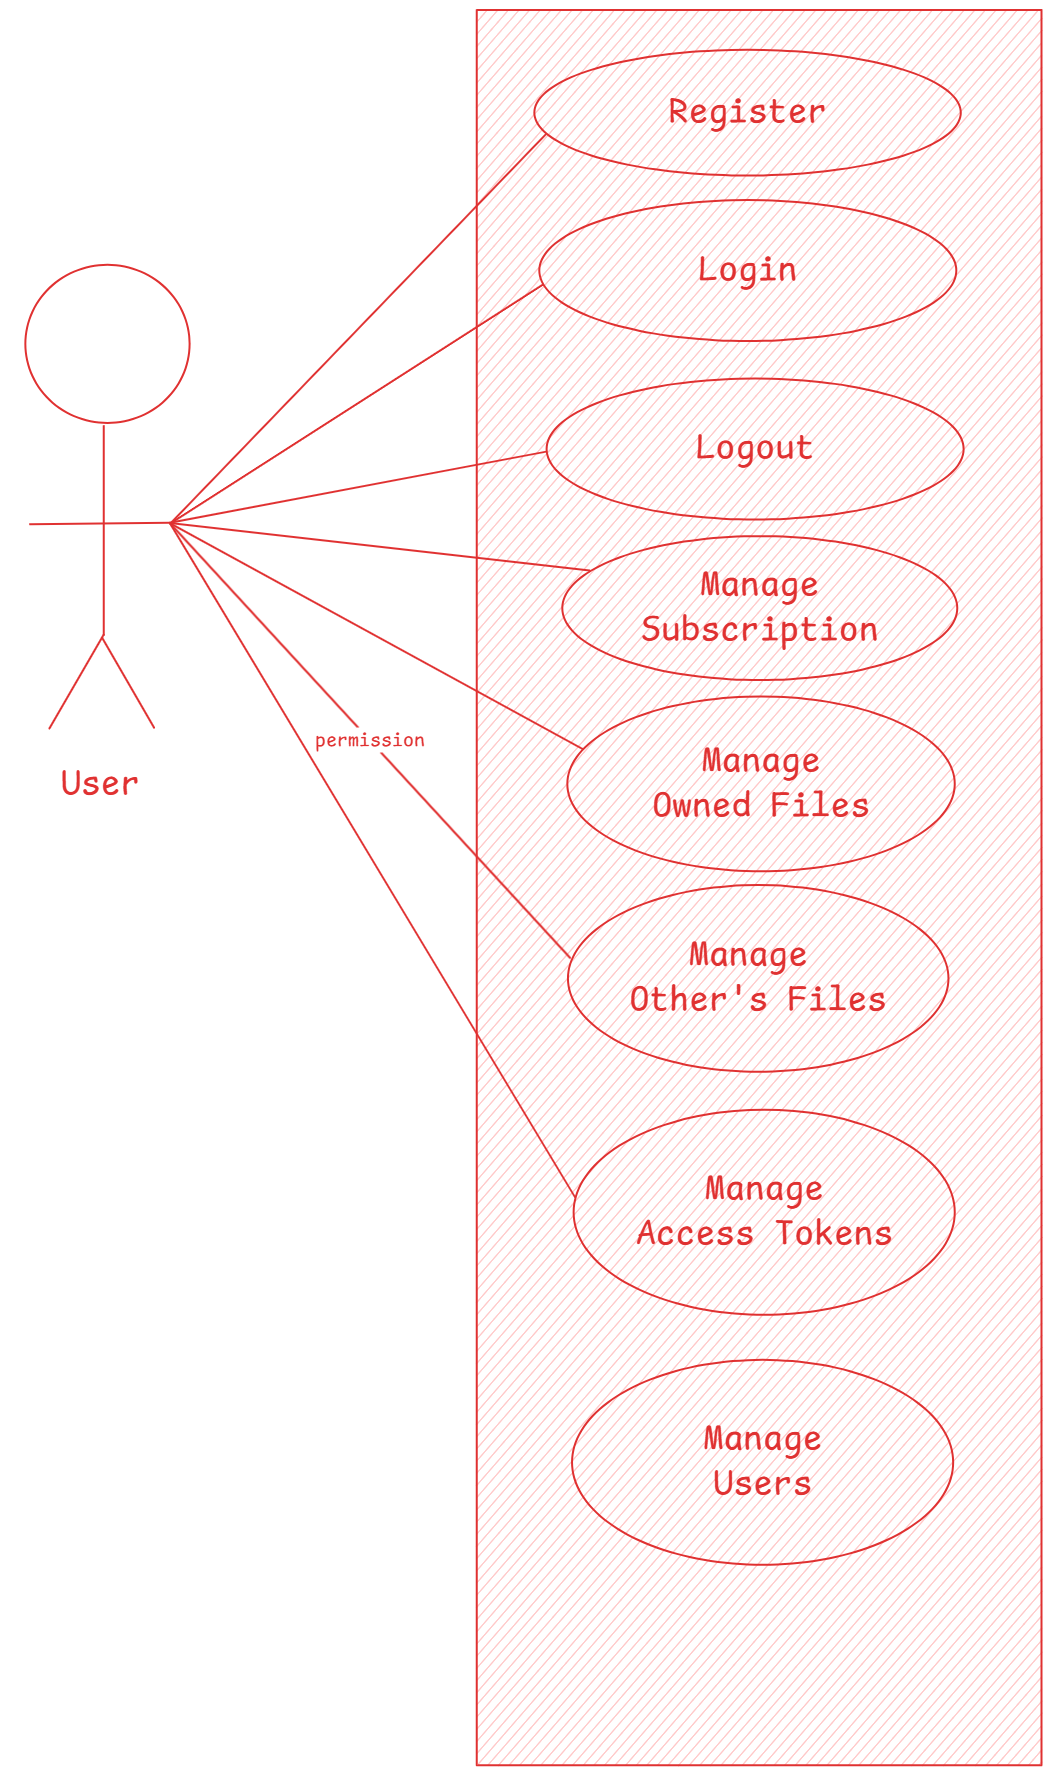 Register
Login
Logout
Manage
Subscription
Manage
Owned Files
permission
User
Manage
Other's Files
Manage
Access Tokens
Manage
Users